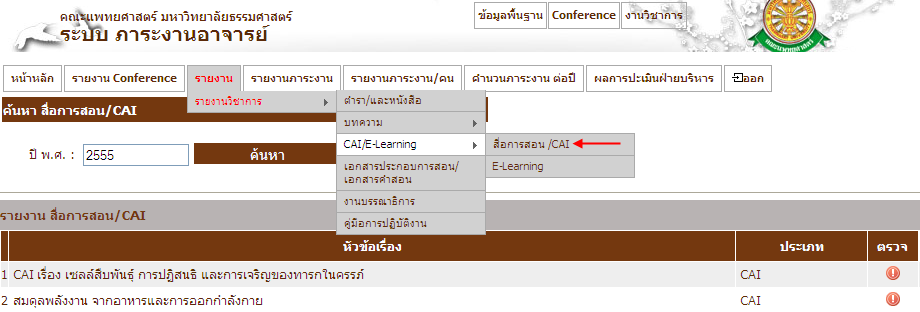 คณะแพทยศาสตร์ มหาวิทยาลัยธรรมศาสตร์
ระบบ ภาระงานอาจารย์
ข้อมูลพื้นฐาน Conference งานวิชาการ
หน้าหลัก รายงาน Conference รายงาน รายงานภาระงาน รายงานภาระงาน/คน คำนวนภาระงาน ต่อปี ผลการประเมินฝ่ายบริหาร ออก
รายงานวิชาการ
ตำรา/และหนังสือ
บทความ
CAI/E-Learning
เอกสารประกอบการสอน/
เอกสารคำสอน
งานบรรณาธิการ
คู่มือการปฏิบัติงาน
สื่อการสอน /CAI
E-Learning
ค้นหา สื่อการสอน/CAI
ปี พ.ศ. : 2555 ค้นหา
รายงาน สื่อการสอน/CAI
หัวข้อเรื่อง ประเภท ตรวจ
1 CAI เรื่อง เซลล์สืบพันธุ์ การปฏิสนธิ และการเจริญของทารกในครรภ์ CAI
2 สมดุลพลังงาน จากอาหารและการออกกำลังกาย CAI